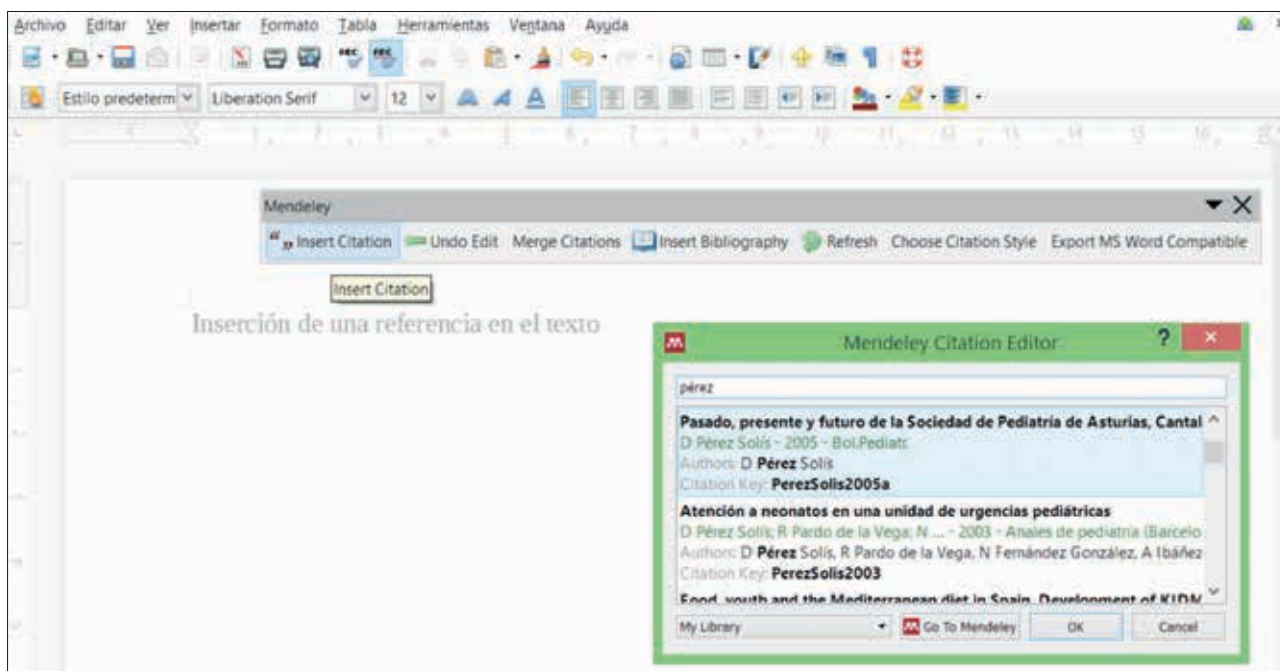 Archivo Editar Ver Insertar Formato Tabla Herramientas Ventana Ayuda
Estilo predeterm Liberation Serif 12
Mendeley
Insert Citation Undo Edit Merge Citations Insert Bibliography Refresh Choose Citation Style Export MS Word Compatible
Insert Citation
Inserción de una referencia en el texto
Mendeley Citation Editor
pérez
Pasado, presente y futuro de la Sociedad de Pediatría de Asturias, Cantal
D Pérez Solís - 2005 - Bol.Pediatr.
Authors: D Pérez Solís
Citation Key: PerezSolis2005a
Atención a neonatos en una unidad de urgencias pediátricas
D Pérez Solís; R Pardo de la Vega; N ... - 2003 - Anales de pediatría (Barcelo
Authors: D Pérez Solís, R Pardo de la Vega, N Fernández González, A Ibáñez
Citation Key: PerezSolis2003
Food, youth and the Mediterranean diet in Spain. Development of KIDM
My Library Go To Mendeley OK Cancel